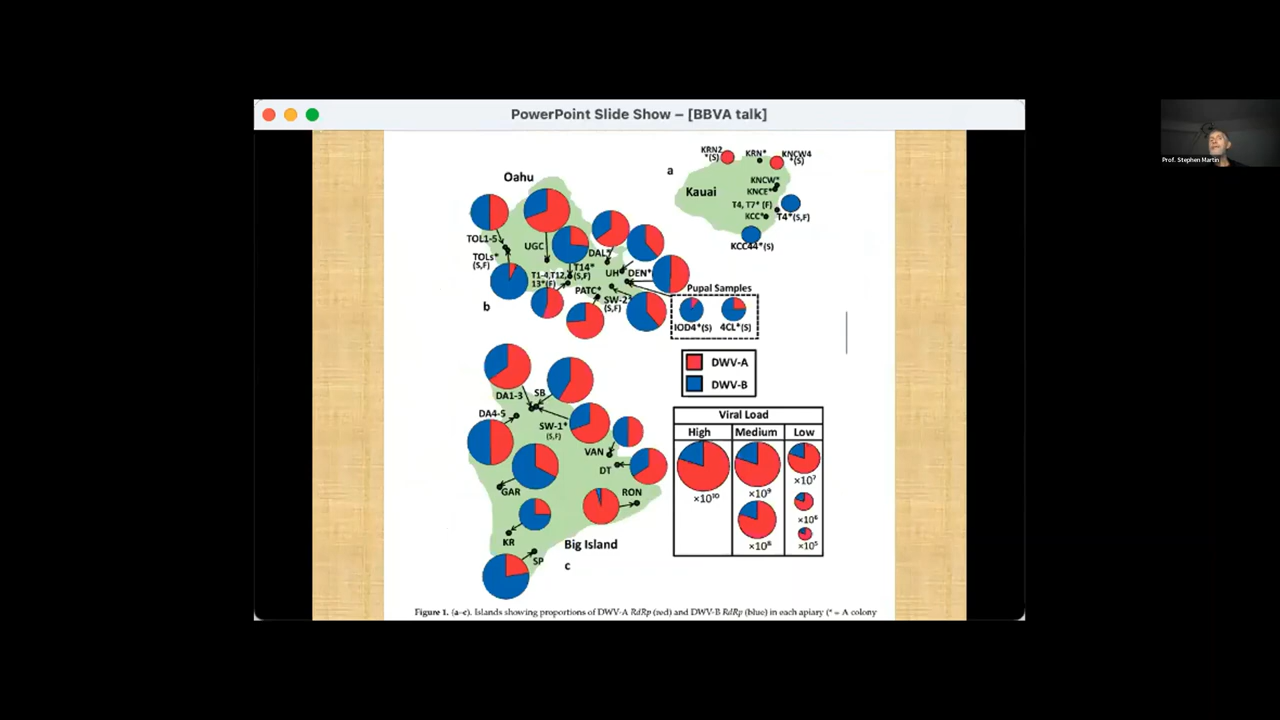 PowerPoint Slide Show – [BBVA talk]
Prof. Stephen Martin
a
Kauai
KRN2
*(S)
KRN*
KNCW4
*(S)
KNCW*
KNCE*
T4, T7* (F)
KCC*
T4*(S,F)
KCC44*(S)
Oahu
TOL1-5
TOLs*
(S,F)
UGC
T14*
(S,F)
T1-4,T12,
13*(F)
DAL*
UH
DEN*
PATC*
SW-2*
(S,F)
b
Pupal Samples
IOD4*(S)
4CL*(S)
DWV-A
DWV-B
DA1-3
SB
DA4-5
SW-1*
(S,F)
VAN
DT
GAR
RON
KR
SP
Big Island
c
Viral Load
High
Medium
Low
×10¹⁰
×10⁹
×10⁸
×10⁷
×10⁶
×10⁵
Figure 1. (a–c). Islands showing proportions of DWV-A RdRp (red) and DWV-B RdRp (blue) in each apiary (* = A colony